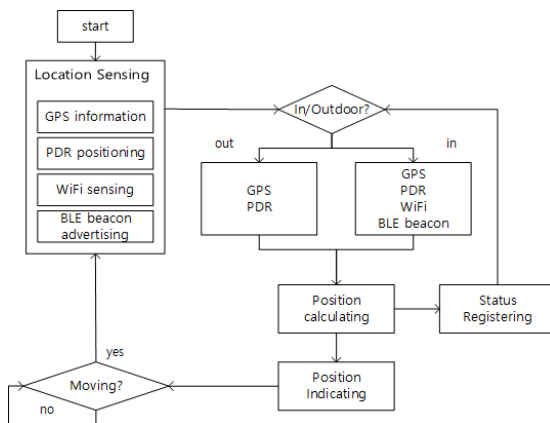 start
Location Sensing
GPS information
PDR positioning
WiFi sensing
BLE beacon
advertising
In/Outdoor?
out
in
GPS
PDR
GPS
PDR
WiFi
BLE beacon
Position
calculating
Status
Registering
Position
Indicating
yes
Moving?
no